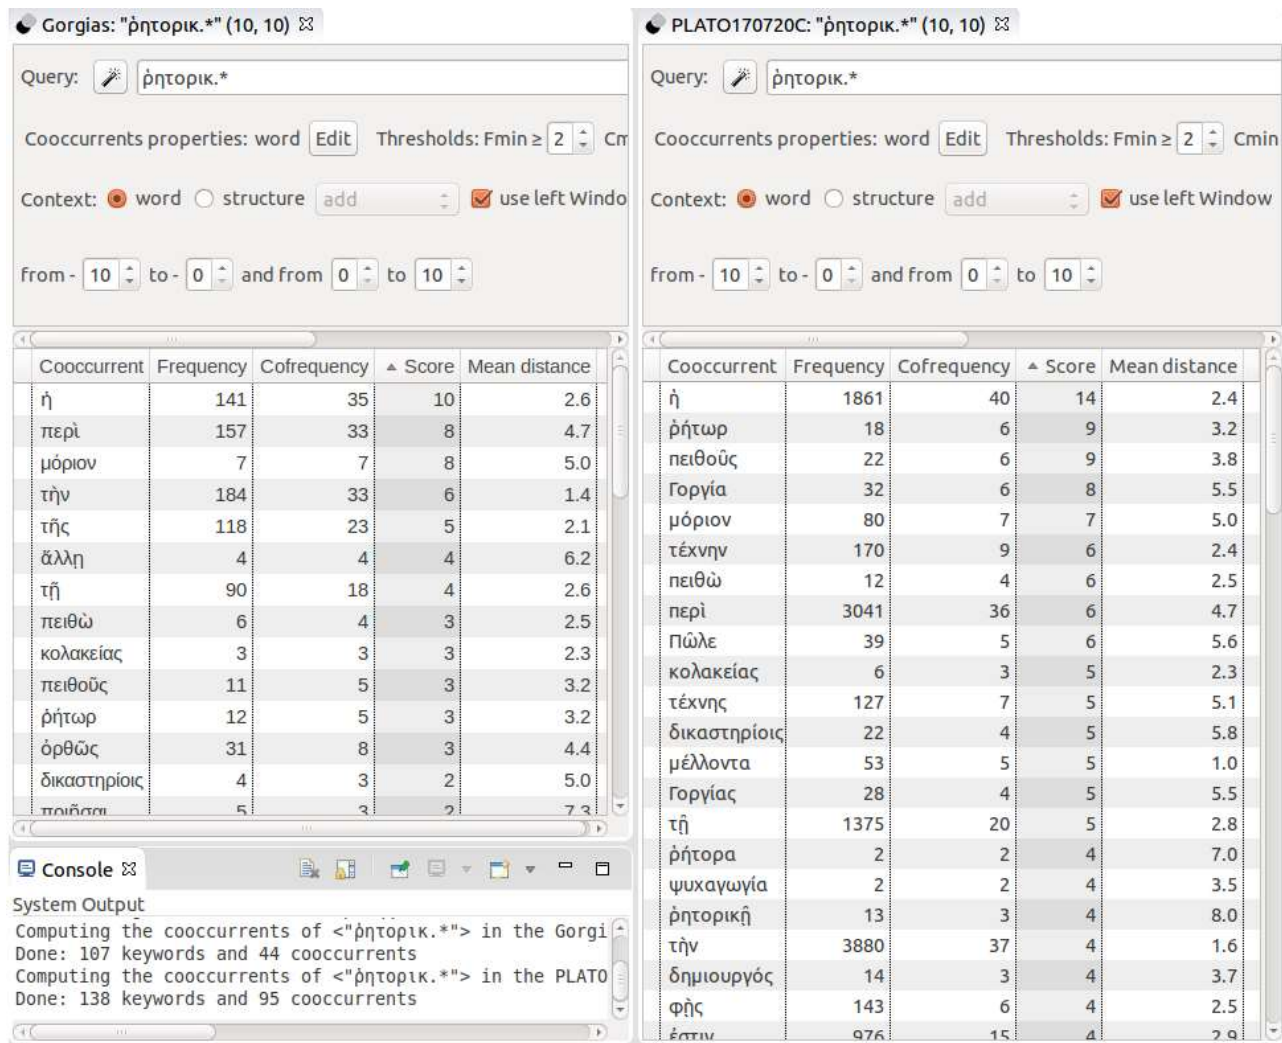 Gorgias: "ῥητορικ.*" (10, 10)
Query: ῥητορικ.*
Cooccurrents properties: word Edit Thresholds: Fmin ≥ 2 Cm
Context: word structure add use left Windo
from - 10 to - 0 and from 0 to 10
Cooccurrent Frequency Cofrequency Score Mean distance
ἡ 141 35 10 2.6
περὶ 157 33 8 4.7
μόριον 7 7 8 5.0
τὴν 184 33 6 1.4
τῆς 118 23 5 2.1
ἄλλη 4 4 4 6.2
τῇ 90 18 4 2.6
πειθὼ 6 4 3 2.5
κολακείας 3 3 3 2.3
πειθοῦς 11 5 3 3.2
ῥήτωρ 12 5 3 3.2
ὀρθῶς 31 8 3 4.4
δικαστηρίοις 4 3 2 5.0
ποιῆσαι 5 3 2 7.3
Console
System Output
Computing the cooccurrents of <"ῥητορικ.*"> in the Gorgi
Done: 107 keywords and 44 cooccurrents
Computing the cooccurrents of <"ῥητορικ.*"> in the PLATO
Done: 138 keywords and 95 cooccurrents
PLATO170720C: "ῥητορικ.*" (10, 10)
Query: ῥητορικ.*
Cooccurrents properties: word Edit Thresholds: Fmin ≥ 2 Cmin
Context: word structure add use left Window
from - 10 to - 0 and from 0 to 10
Cooccurrent Frequency Cofrequency Score Mean distance
ἡ 1861 40 14 2.4
ῥήτωρ 18 6 9 3.2
πειθοῦς 22 6 9 3.8
Γοργία 32 6 8 5.5
μόριον 80 7 7 5.0
τέχνην 170 9 6 2.4
πειθὼ 12 4 6 2.5
περὶ 3041 36 6 4.7
Πῶλε 39 5 6 5.6
κολακείας 6 3 5 2.3
τέχνης 127 7 5 5.1
δικαστηρίοις 22 4 5 5.8
μέλλοντα 53 5 5 1.0
Γοργίας 28 4 5 5.5
τῇ 1375 20 5 2.8
ῥήτορα 2 2 4 7.0
ψυχαγωγία 2 2 4 3.5
ῥητορικῇ 13 3 4 8.0
τὴν 3880 37 4 1.6
δημιουργός 14 3 4 3.7
φῂς 143 6 4 2.5
ἐστιν 976 15 4 2.9